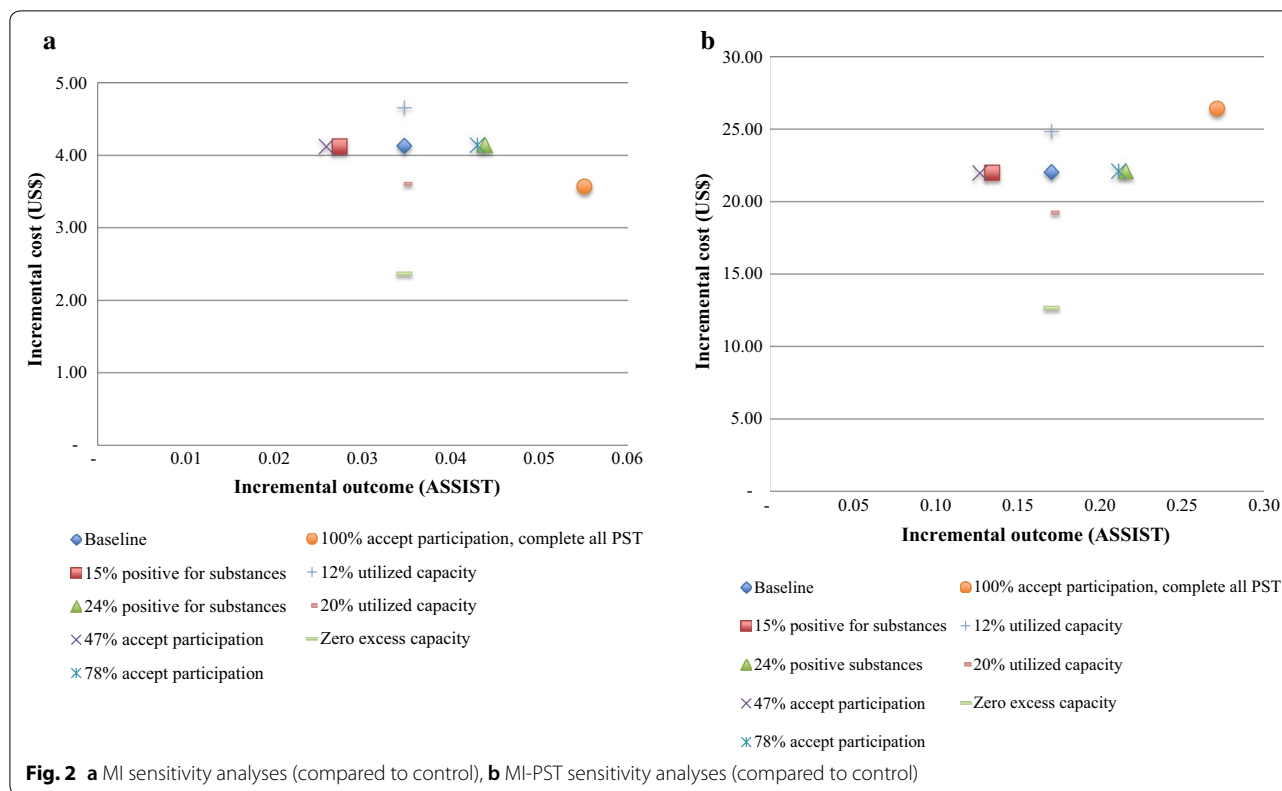 a
5.00
4.00
3.00
2.00
1.00
-
Incremental cost (US$)
- 0.01 0.02 0.03 0.04 0.05 0.06
Incremental outcome (ASSIST)
Baseline
100% accept participation, complete all PST
15% positive for substances
12% utilized capacity
24% positive for substances
20% utilized capacity
47% accept participation
Zero excess capacity
78% accept participation
b
30.00
25.00
20.00
15.00
10.00
5.00
-
Incremental cost (US$)
- 0.05 0.10 0.15 0.20 0.25 0.30
Incremental outcome (ASSIST)
Baseline
100% accept participation, complete all PST
15% positive for substances
12% utilized capacity
24% positive substances
20% utilized capacity
47% accept participation
Zero excess capacity
78% accept participation
Fig. 2 a MI sensitivity analyses (compared to control), b MI-PST sensitivity analyses (compared to control)